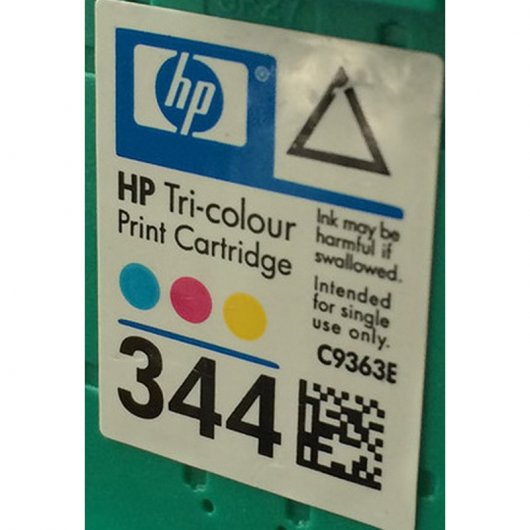 hp
®
HP Tri-colour
Print Cartridge
344
Ink may be
harmful if
swallowed.
Intended
for single
use only.
C9363E